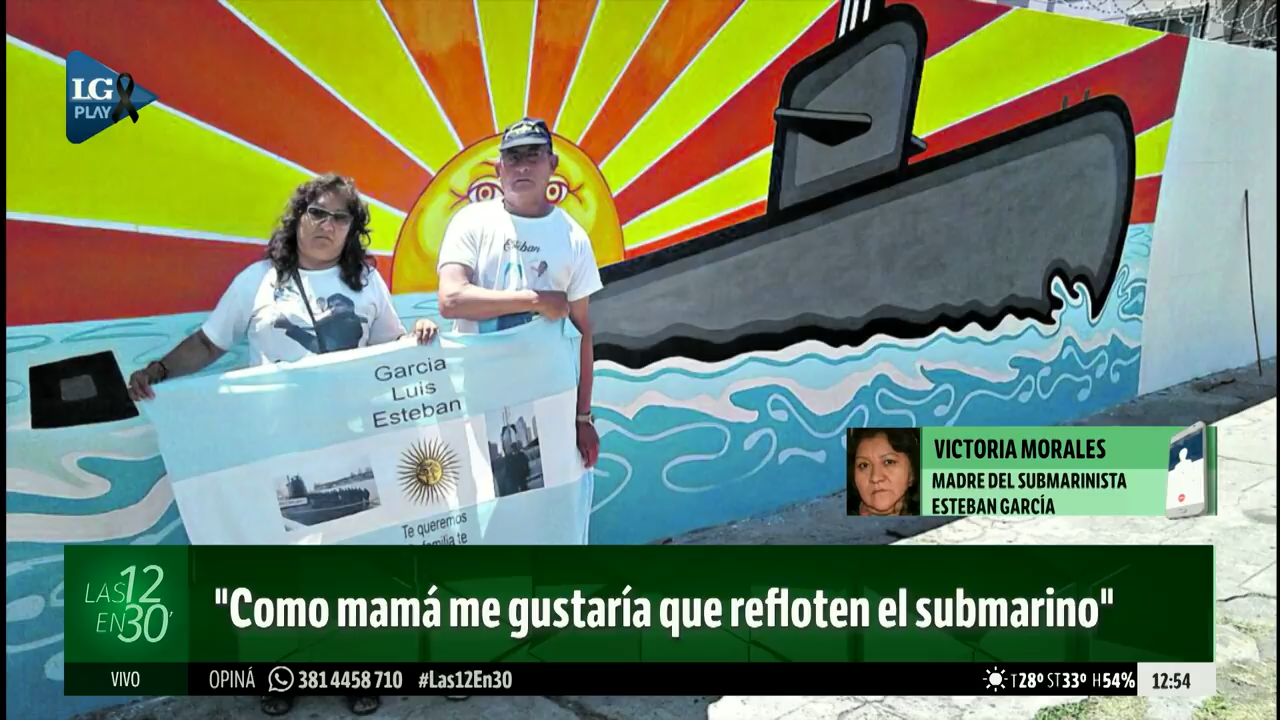 LG
PLAY
Esteban
Garcia
Luis
Esteban
Te queremos
familia te
VICTORIA MORALES
MADRE DEL SUBMARINISTA
ESTEBAN GARCÍA
LAS 12
EN 30'
"Como mamá me gustaría que refloten el submarino"
VIVO
OPINÁ 381 4458 710 #Las12En30
T28º ST33º H54% 12:54